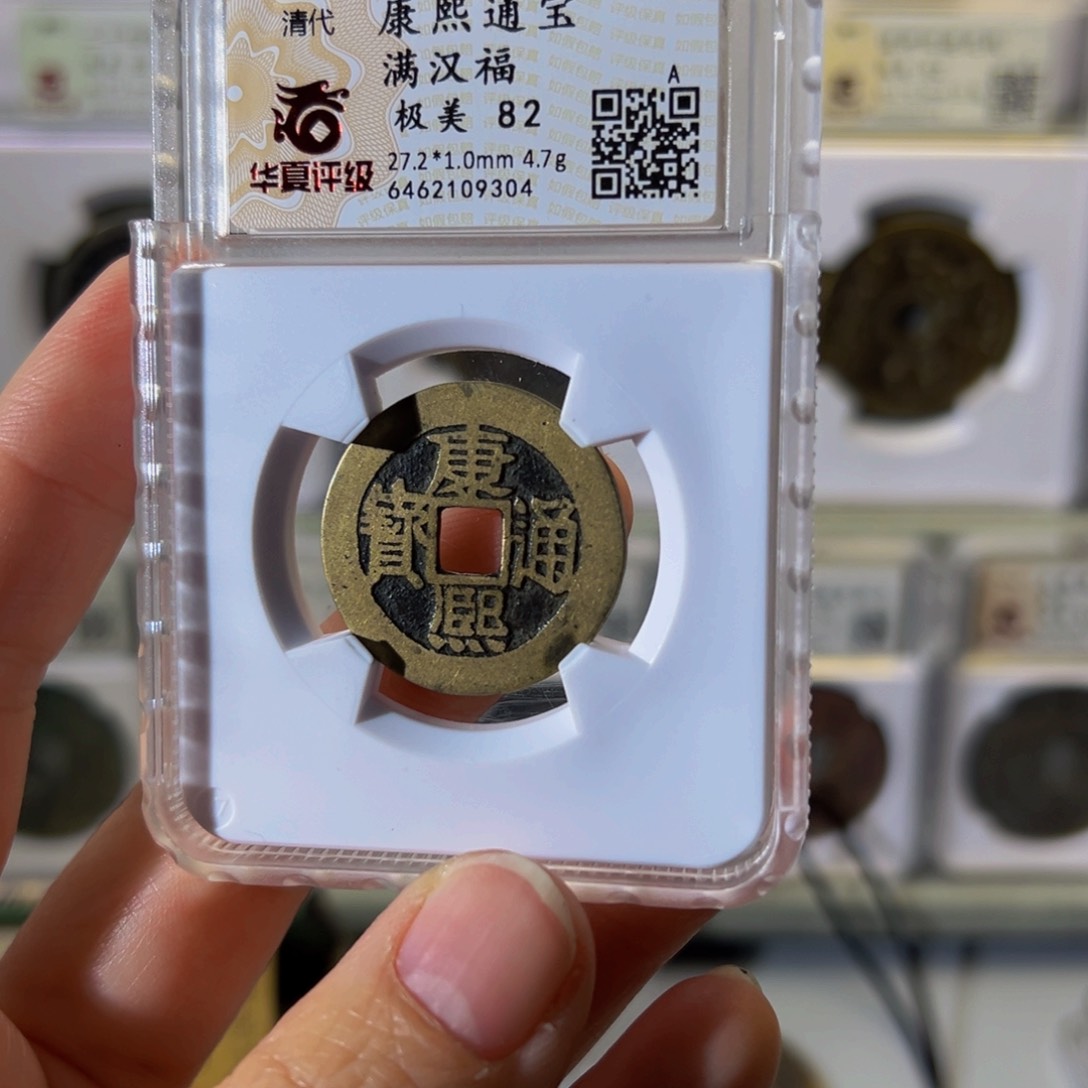 清代 康熙通宝
满汉福
极美 82
A
华夏评级
27.2*1.0mm 4.7g
6462109304
康熙通寶